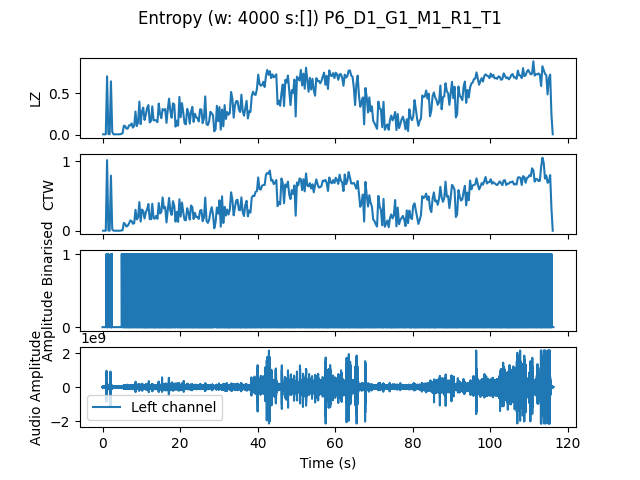 Entropy (w: 4000 s:[]) P6_D1_G1_M1_R1_T1
LZ
0.5
0.0
CTW
1
0
Amplitude Binarised
1
0
1e9
Audio Amplitude
2
0
−2
Left channel
0 20 40 60 80 100 120
Time (s)